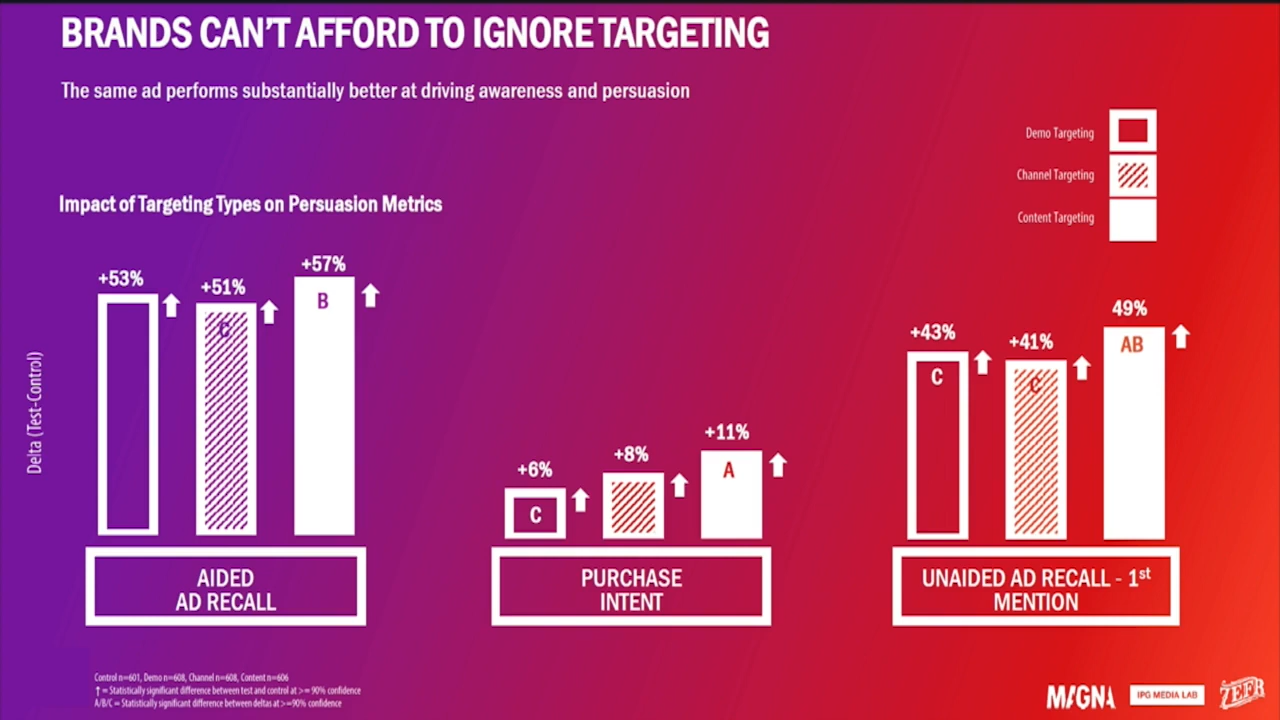 BRANDS CAN'T AFFORD TO IGNORE TARGETING
The same ad performs substantially better at driving awareness and persuasion
Demo Targeting
Channel Targeting
Content Targeting
Impact of Targeting Types on Persuasion Metrics
Delta (Test-Control)
+53%
+51%
+57%
C
B
AIDED
AD RECALL
+6%
+8%
+11%
C
A
PURCHASE
INTENT
+43%
+41%
49%
C
C
AB
UNAIDED AD RECALL - 1st
MENTION
Control n=601, Demo n=608, Channel n=608, Content n=606
↑ = Statistically significant difference between test and control at >= 90% confidence
A/B/C = Statistically significant difference between deltas at >=90% confidence
MAGNA
IPG MEDIA LAB
ZEFR